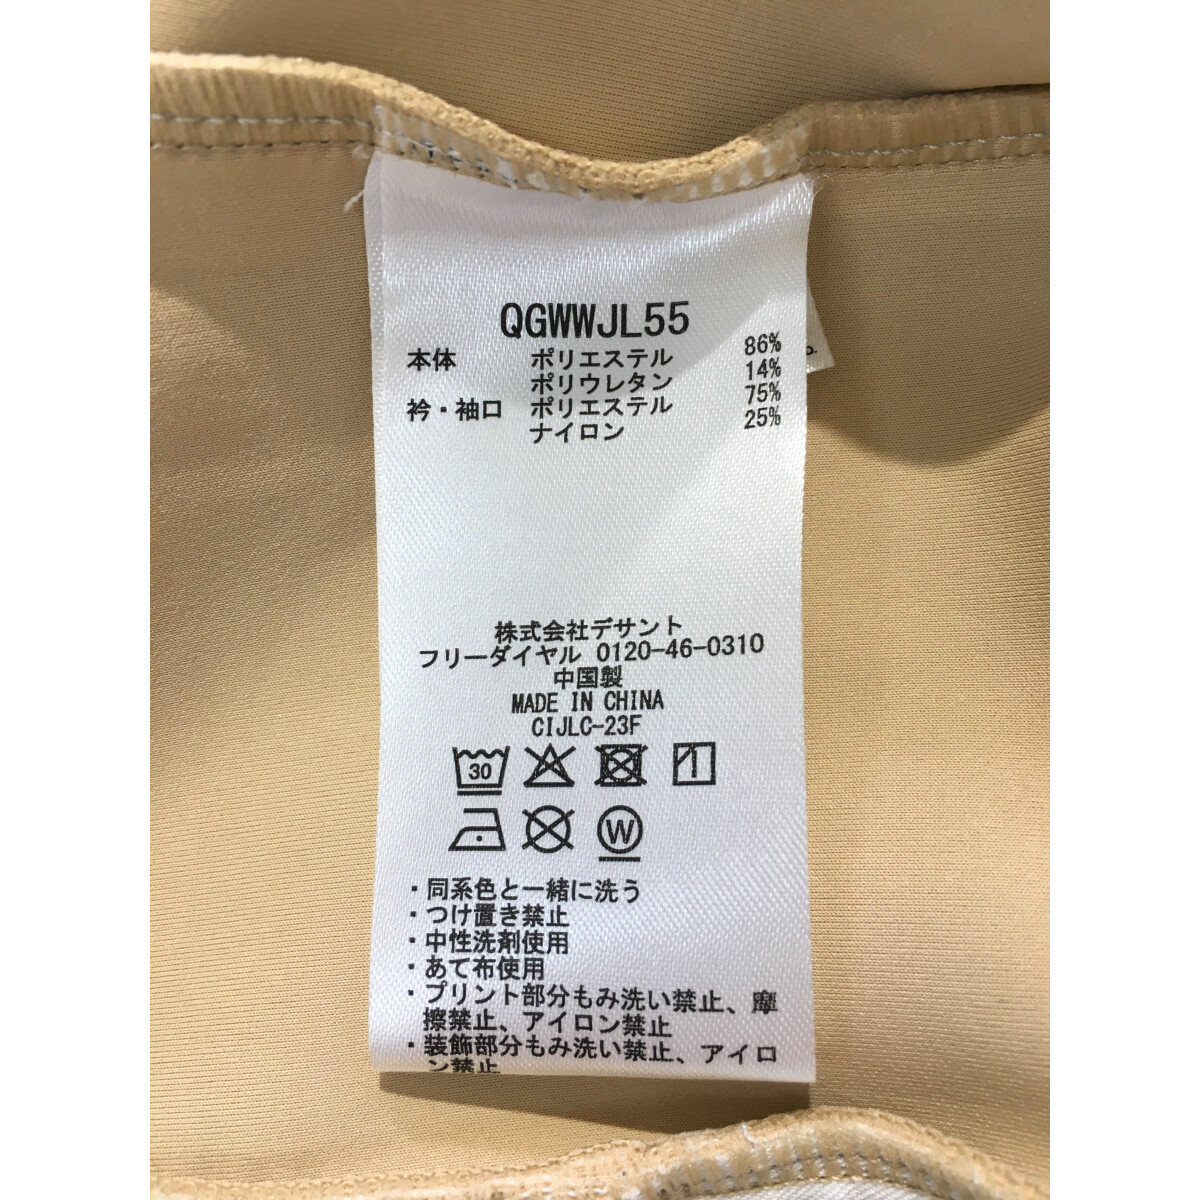 QGWWJL55
本体 ポリエステル 86%
ポリウレタン 14%
衿・袖口 ポリエステル 75%
ナイロン 25%
株式会社デサント
フリーダイヤル 0120-46-0310
中国製
MADE IN CHINA
CIJLC-23F
30
W
・同系色と一緒に洗う
・つけ置き禁止
・中性洗剤使用
・あて布使用
・プリント部分もみ洗い禁止、摩
擦禁止、アイロン禁止
・装飾部分もみ洗い禁止、アイロ
ン禁止